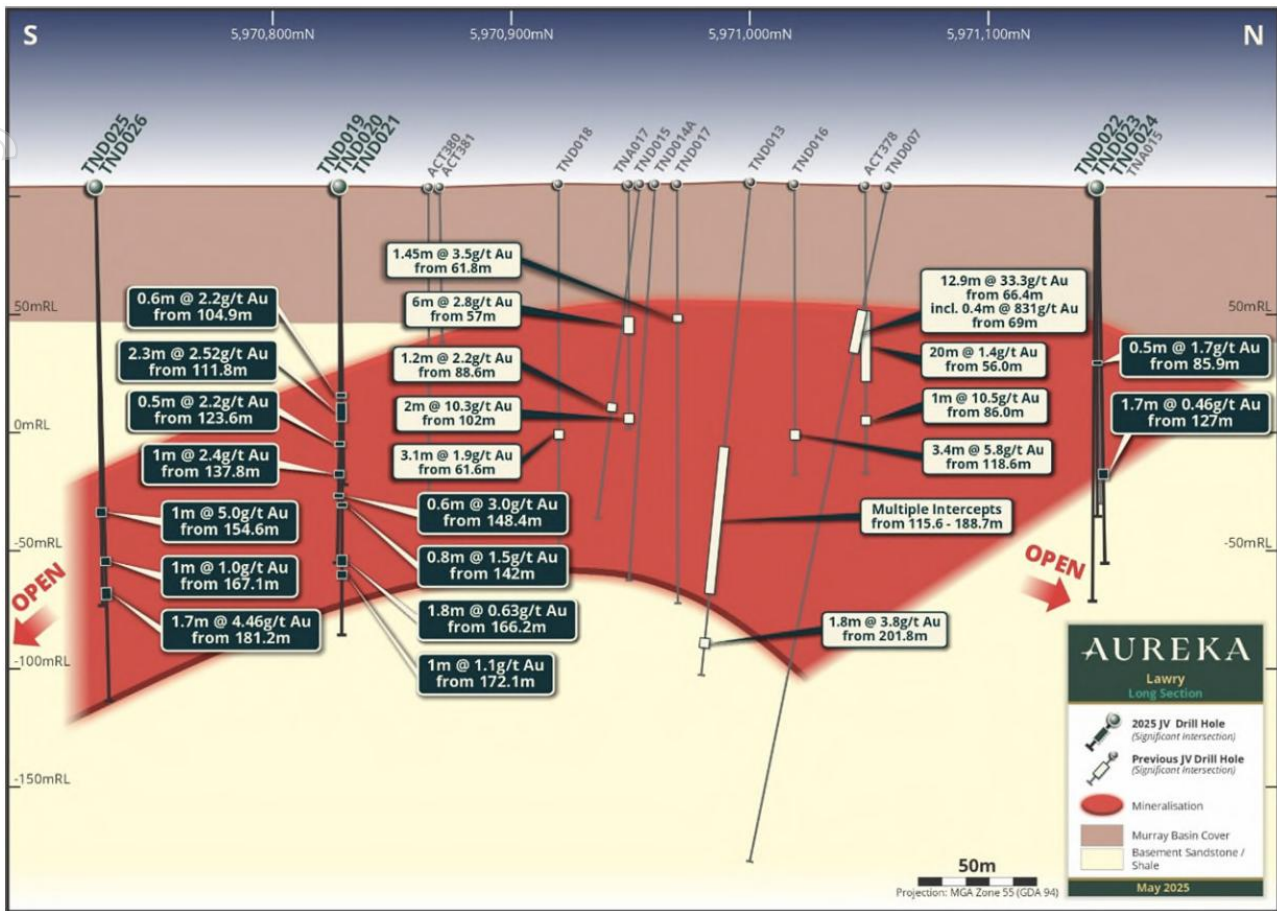 S
5,970,800mN
5,970,900mN
5,971,000mN
5,971,100mN
N
TND025
TND026
TND019
TND020
TND021
ACT380
ACT381
TND018
TNA017
TND015
TND014A
TND017
TND013
TND016
ACT378
TND007
TND022
TND023
TND024
TNA015
50mRL
0mRL
-50mRL
-100mRL
-150mRL
50mRL
-50mRL
0.6m @ 2.2g/t Au
from 104.9m
2.3m @ 2.52g/t Au
from 111.8m
0.5m @ 2.2g/t Au
from 123.6m
1m @ 2.4g/t Au
from 137.8m
1m @ 5.0g/t Au
from 154.6m
1m @ 1.0g/t Au
from 167.1m
1.7m @ 4.46g/t Au
from 181.2m
1.45m @ 3.5g/t Au
from 61.8m
6m @ 2.8g/t Au
from 57m
1.2m @ 2.2g/t Au
from 88.6m
2m @ 10.3g/t Au
from 102m
3.1m @ 1.9g/t Au
from 61.6m
0.6m @ 3.0g/t Au
from 148.4m
0.8m @ 1.5g/t Au
from 142m
1.8m @ 0.63g/t Au
from 166.2m
1m @ 1.1g/t Au
from 172.1m
12.9m @ 33.3g/t Au
from 66.4m
incl. 0.4m @ 831g/t Au
from 69m
20m @ 1.4g/t Au
from 56.0m
1m @ 10.5g/t Au
from 86.0m
3.4m @ 5.8g/t Au
from 118.6m
Multiple Intercepts
from 115.6 - 188.7m
1.8m @ 3.8g/t Au
from 201.8m
0.5m @ 1.7g/t Au
from 85.9m
1.7m @ 0.46g/t Au
from 127m
OPEN
OPEN
AUREKA
Lawry
Long Section
2025 JV Drill Hole
(Significant intersection)
Previous JV Drill Hole
(Significant intersection)
Mineralisation
Murray Basin Cover
Basement Sandstone /
Shale
May 2025
50m
Projection: MGA Zone 55 (GDA 94)